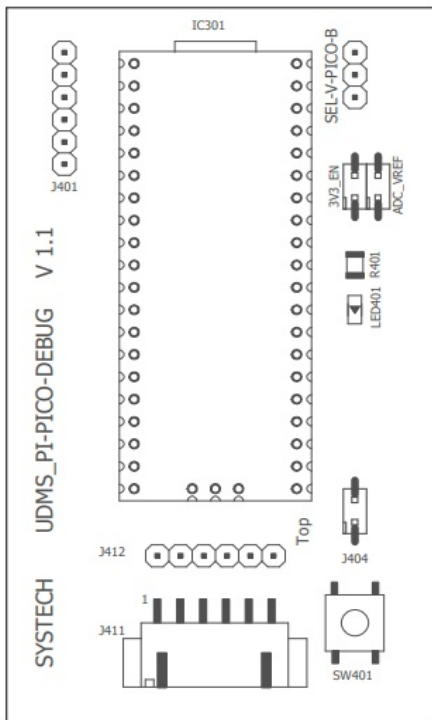 IC301
SEL-V-PICO-B
J401
3V3_EN
ADC_VREF
R401
LED401
SYSTECH UDMS_PI-PICO-DEBUG V 1.1
Top
J412
J404
1
J411
SW401